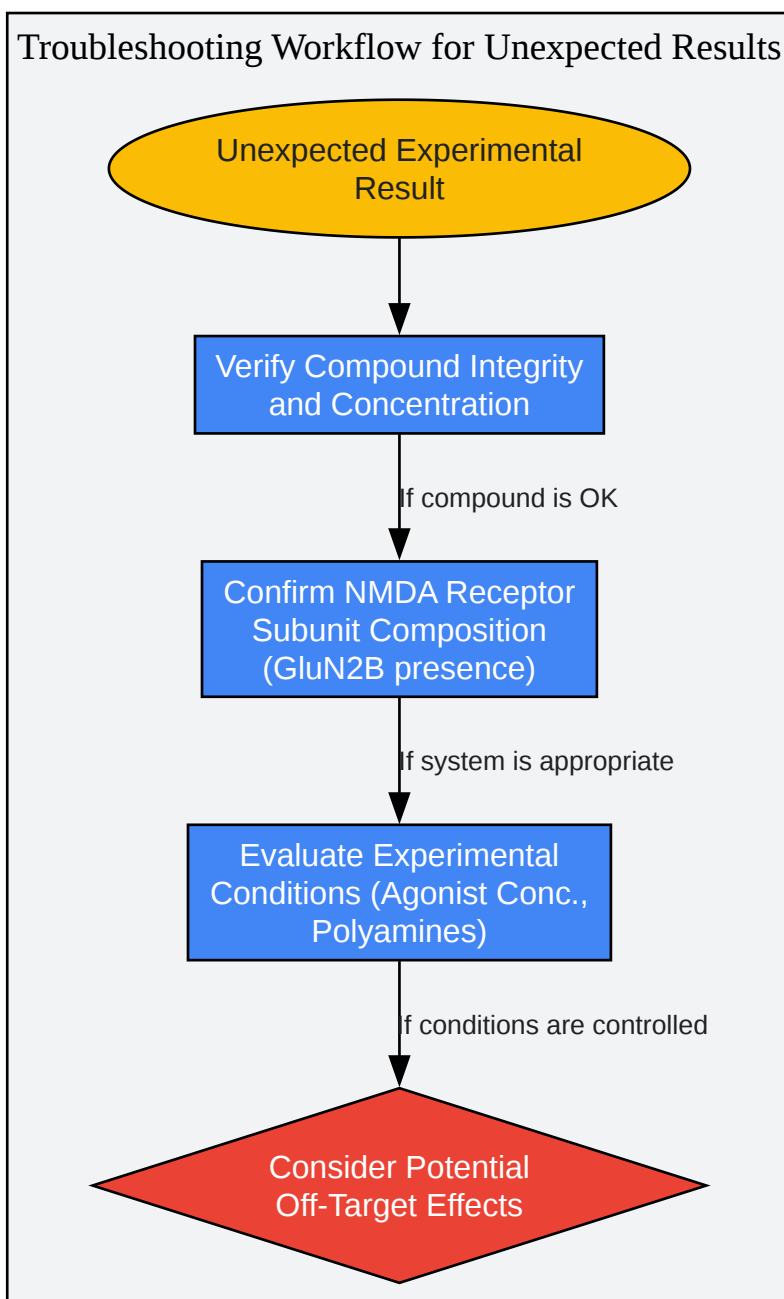 Troubleshooting Workflow for Unexpected Results
Unexpected Experimental
Result
Verify Compound Integrity
and Concentration
If compound is OK
Confirm NMDA Receptor
Subunit Composition
(GluN2B presence)
If system is appropriate
Evaluate Experimental
Conditions (Agonist Conc.,
Polyamines)
If conditions are controlled
Consider Potential
Off-Target Effects